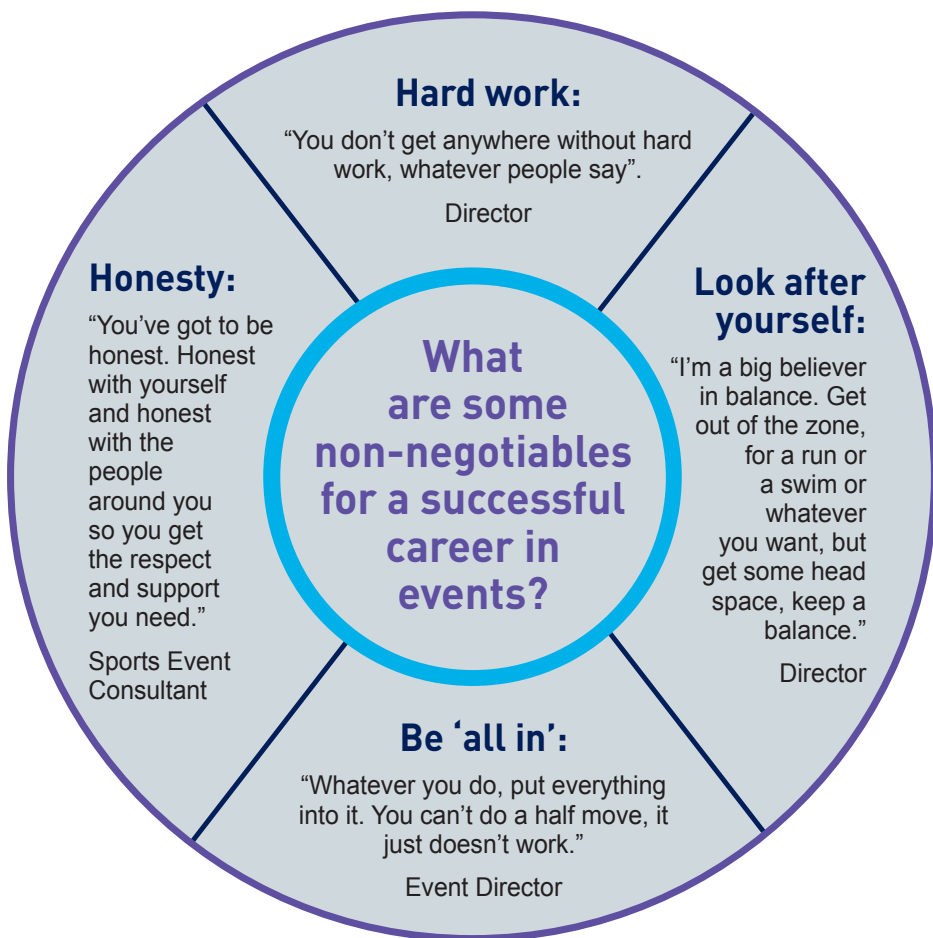 Hard work:
“You don’t get anywhere without hard
work, whatever people say”.
Director
Honesty:
“You’ve got to be
honest. Honest
with yourself
and honest
with the
people
around you
so you get
the respect
and support
you need.”
Sports Event
Consultant
What
are some
non-negotiables
for a successful
career in
events?
Look after
yourself:
“I’m a big believer
in balance. Get
out of the zone,
for a run or
a swim or
whatever
you want, but
get some head
space, keep a
balance.”
Director
Be ‘all in’:
“Whatever you do, put everything
into it. You can’t do a half move, it
just doesn’t work.”
Event Director